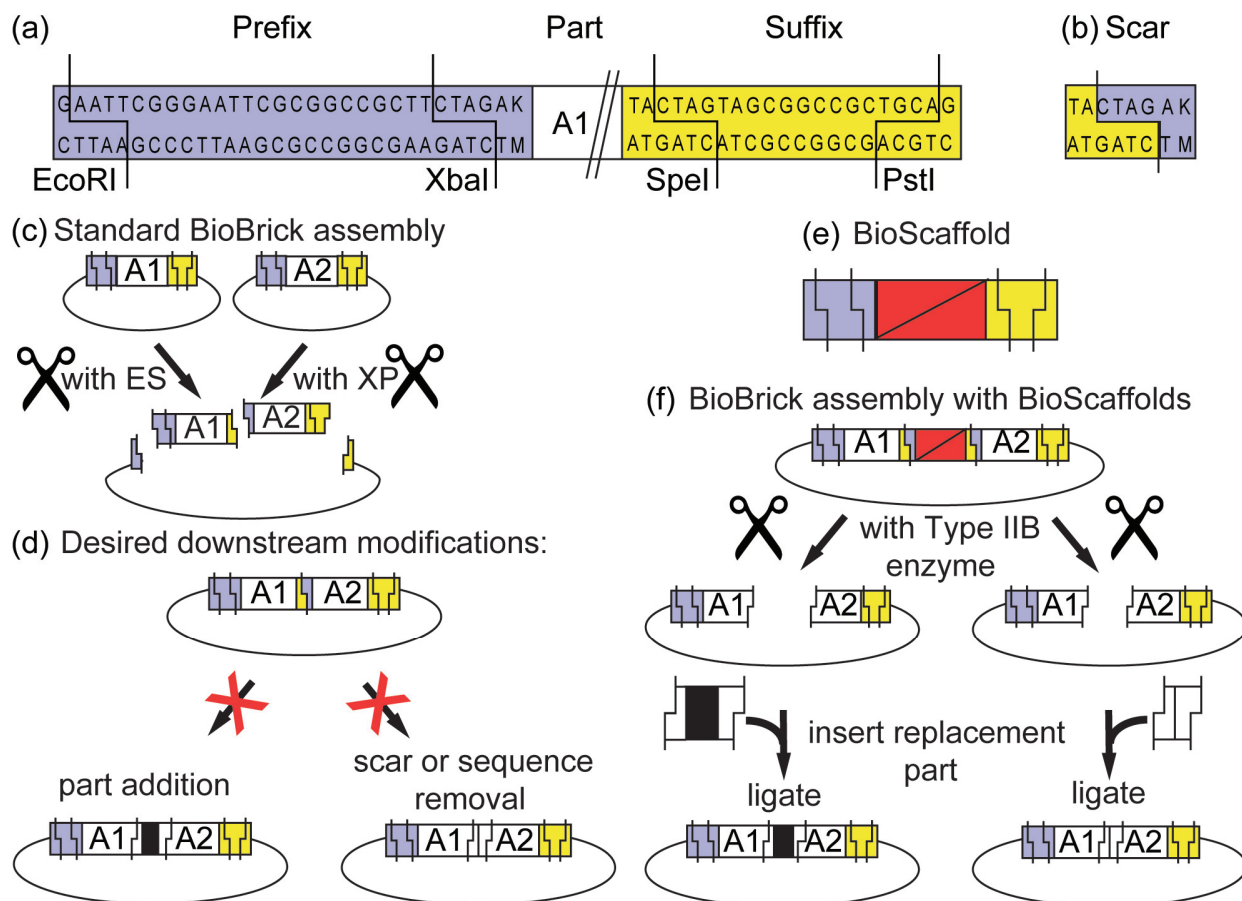 (a) Prefix Part Suffix
GAATTCGGGAATTCGCGGCCGCTTCTAGAK A1 TACTAGTAGCGGCCGCTGCAG
CTTAAGCCCTTAAGCGCCGGCGAAGATCTM ATGATCATCGCCGGCGACGTC
EcoRI XbaI SpeI PstI
(b) Scar
TACTAGAK
ATGATCTM
(c) Standard BioBrick assembly
A1 A2
with ES with XP
A1 A2
(d) Desired downstream modifications:
A1 A2
part addition
scar or sequence
removal
A1 A2 A1 A2
(e) BioScaffold
(f) BioBrick assembly with BioScaffolds
A1 A2
with Type IIB
enzyme
A1 A2 A1 A2
insert replacement
part
ligate ligate
A1 A2 A1 A2